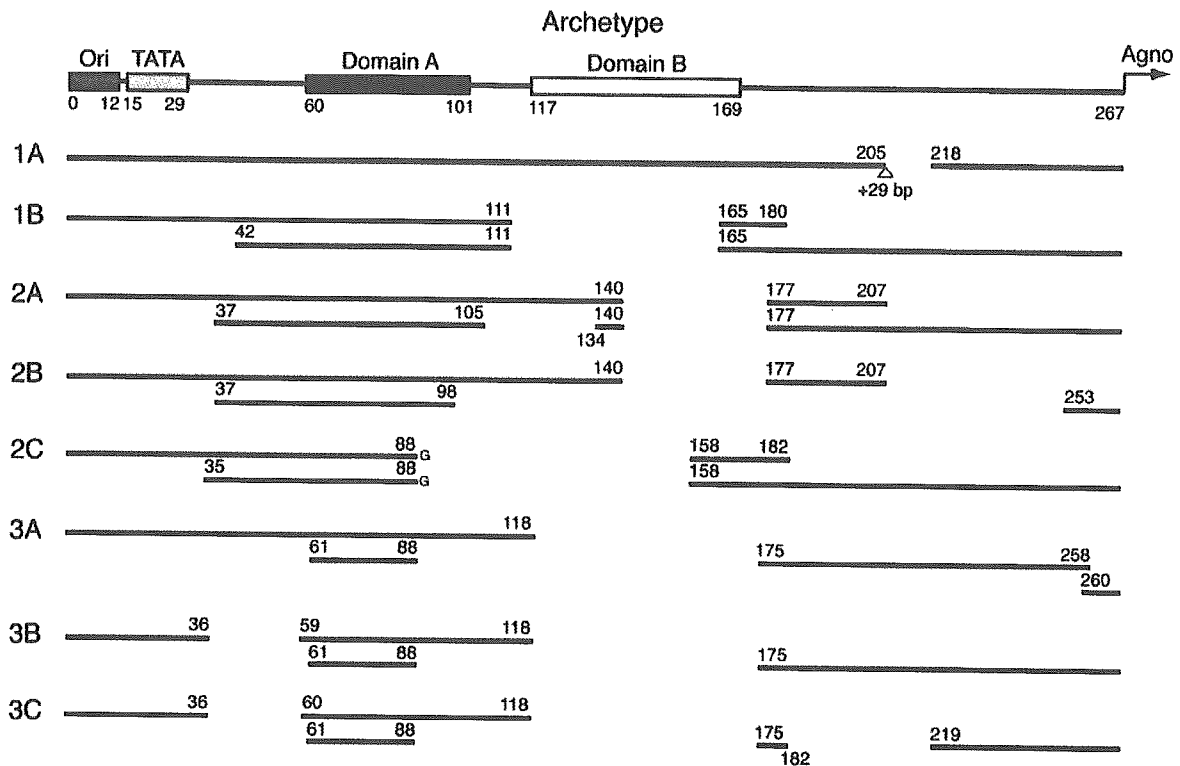 Archetype
Ori TATA Domain A Domain B Agno
0 12 15 29 60 101 117 169 267
1A 205 218
+29 bp
1B 111 165 180
42 111 165
2A 140 177 207
37 105 140 177
134
2B 140 177 207
37 98 253
2C 88 G 158 182
35 88 G 158
3A 118
61 88 175 258
260
3B 36 59 118
61 88 175
3C 36 60 118
61 88 175 219
182